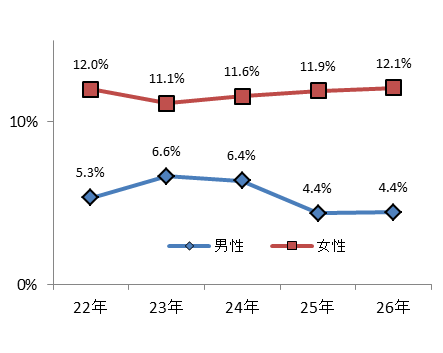 12.0%
11.1%
11.6%
11.9%
12.1%
10%
5.3%
6.6%
6.4%
4.4%
4.4%
男性
女性
0%
22年
23年
24年
25年
26年